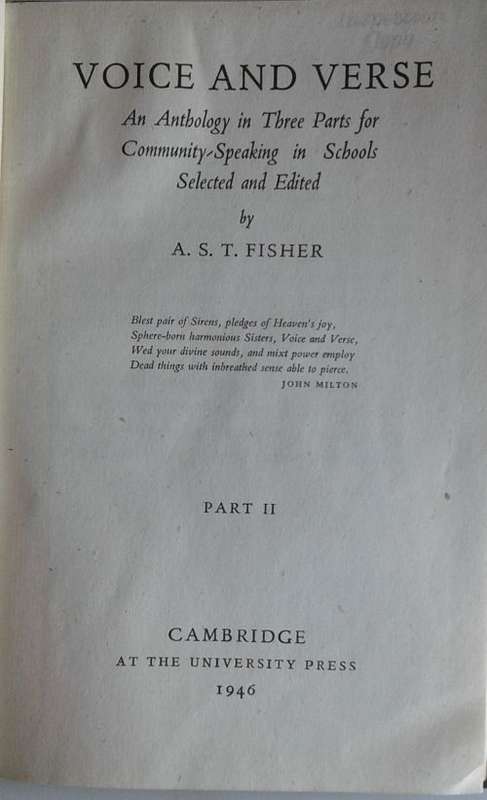 VOICE AND VERSE
An Anthology in Three Parts for
Community-Speaking in Schools
Selected and Edited
by
A. S. T. FISHER
Blest pair of Sirens, pledges of Heaven's joy,
Sphere-born harmonious Sisters, Voice and Verse,
Wed your divine sounds, and mixt power employ
Dead things with inbreathed sense able to pierce.
JOHN MILTON
PART II
CAMBRIDGE
AT THE UNIVERSITY PRESS
1946